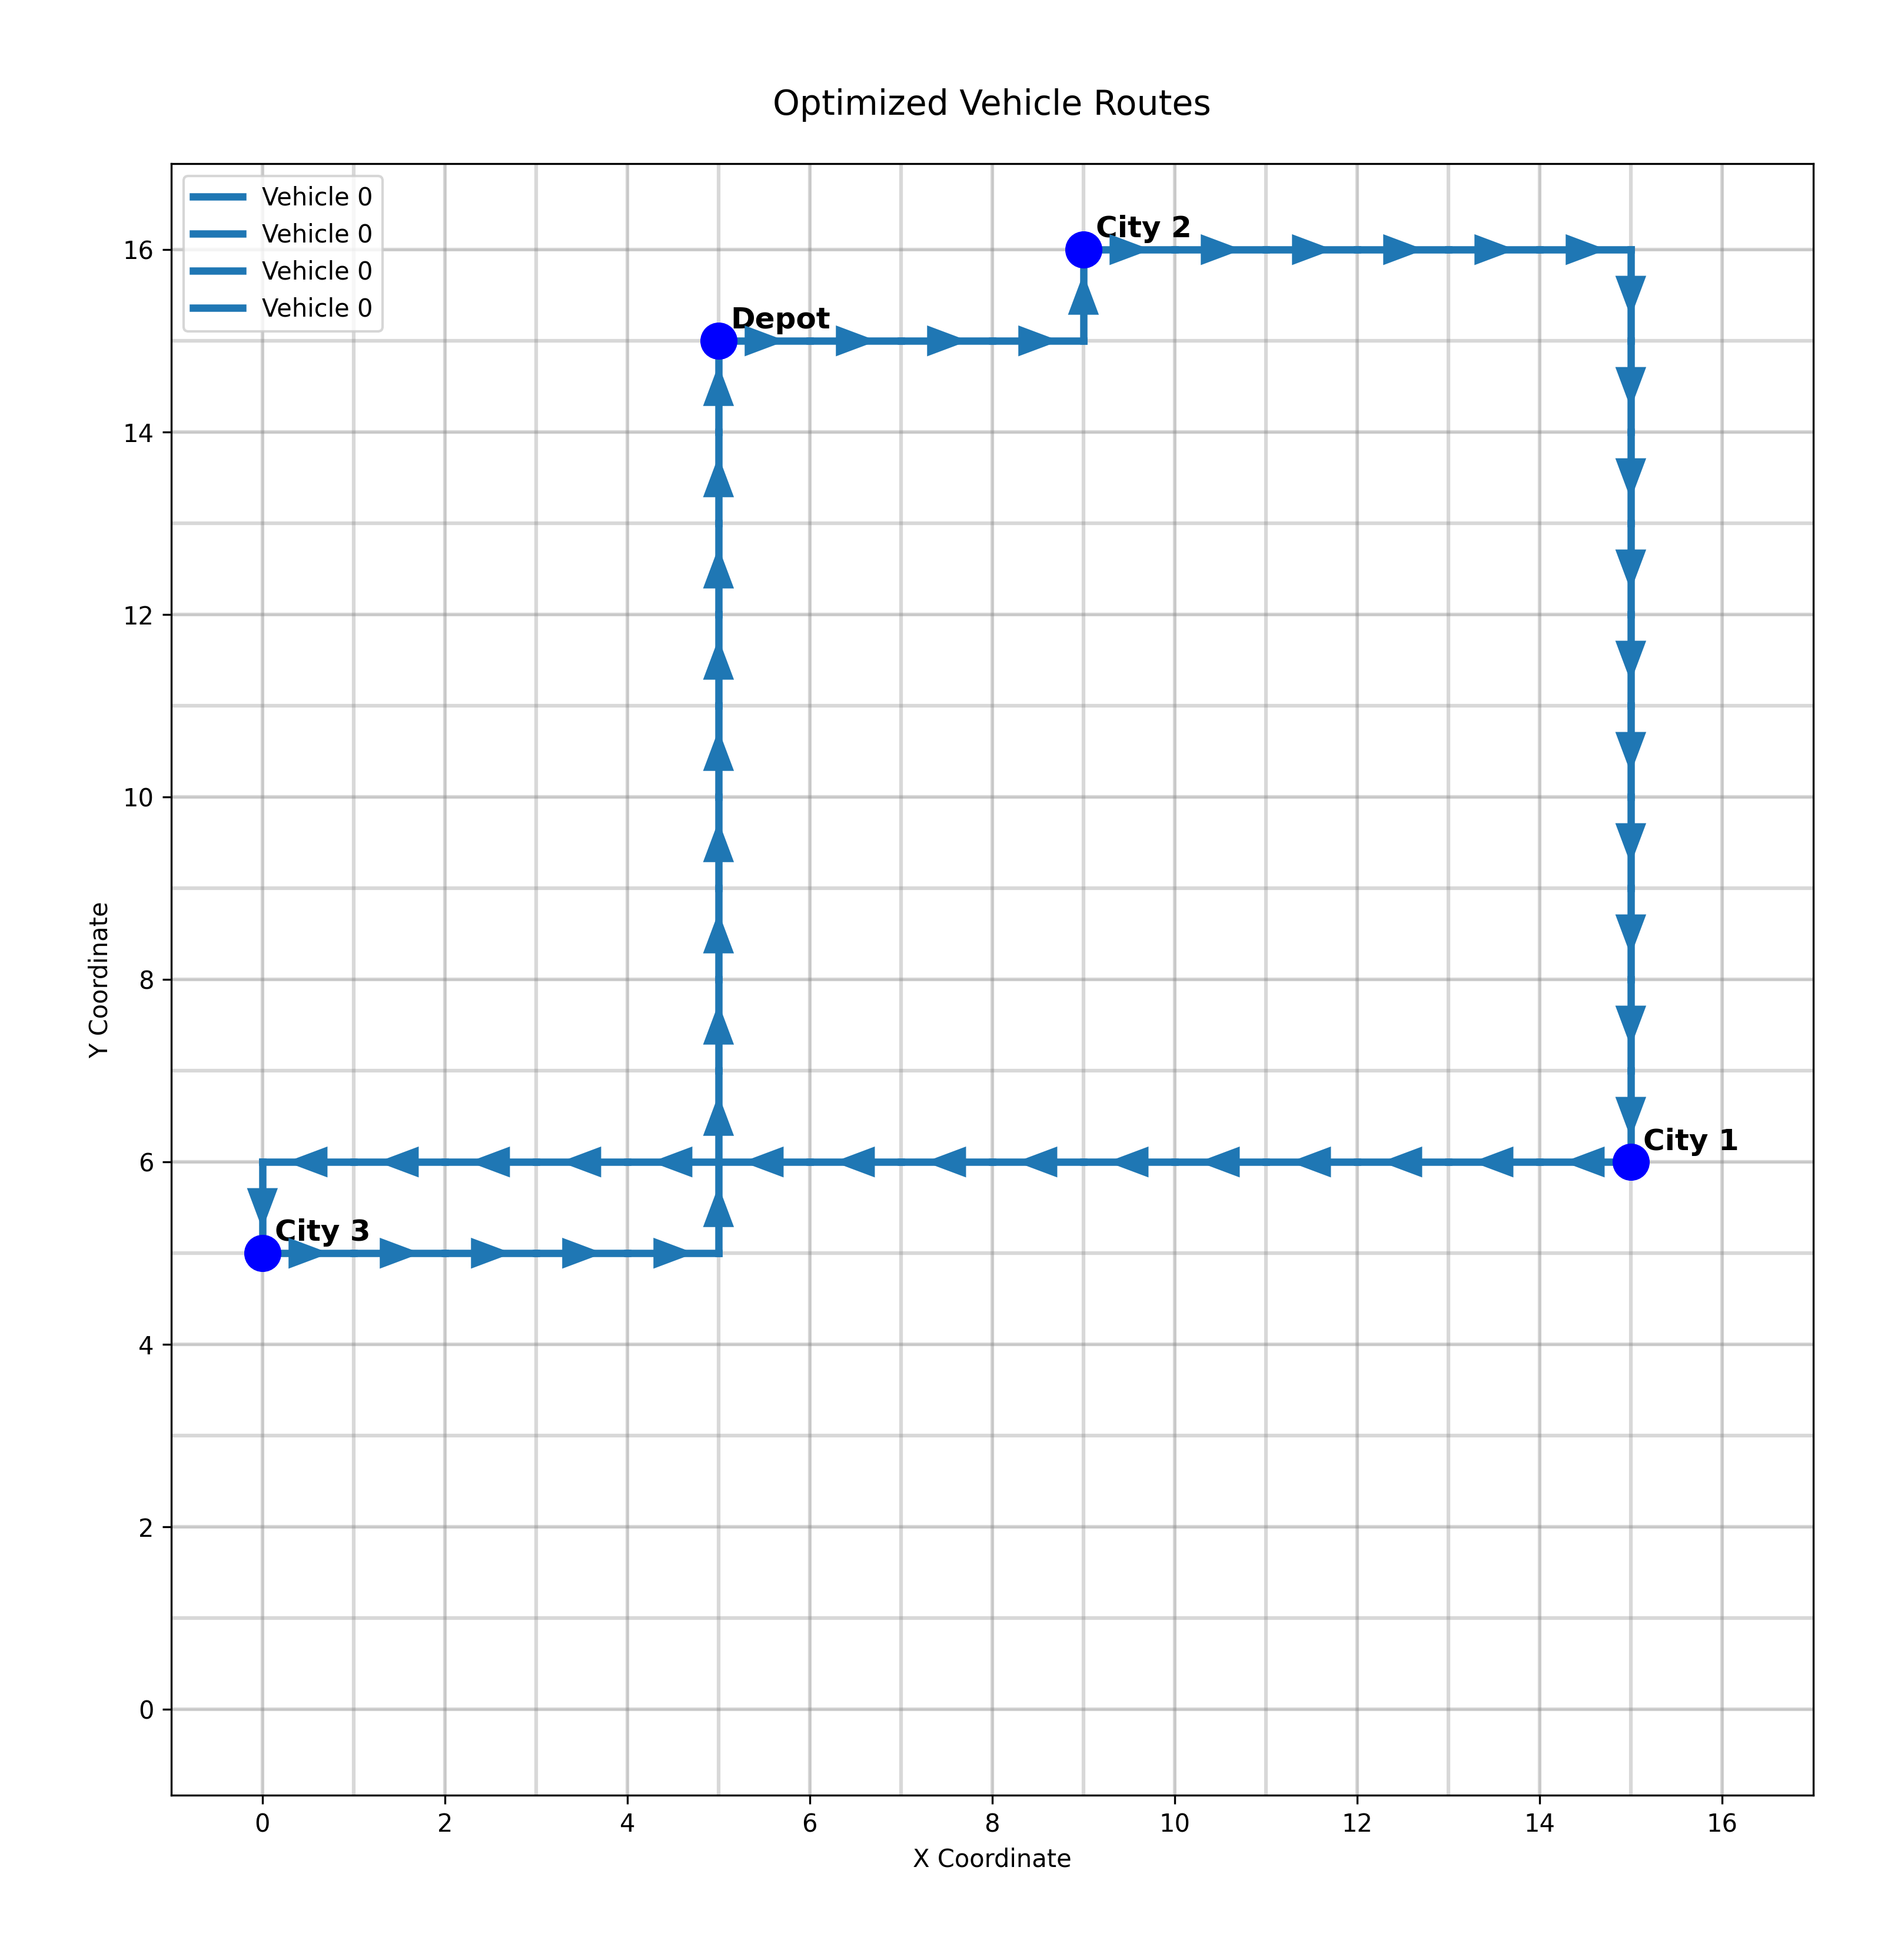 Optimized Vehicle Routes
Vehicle 0
Vehicle 0
Vehicle 0
Vehicle 0
City 2
Depot
City 1
City 3
16
14
12
10
8
6
4
2
0
Y Coordinate
0 2 4 6 8 10 12 14 16
X Coordinate